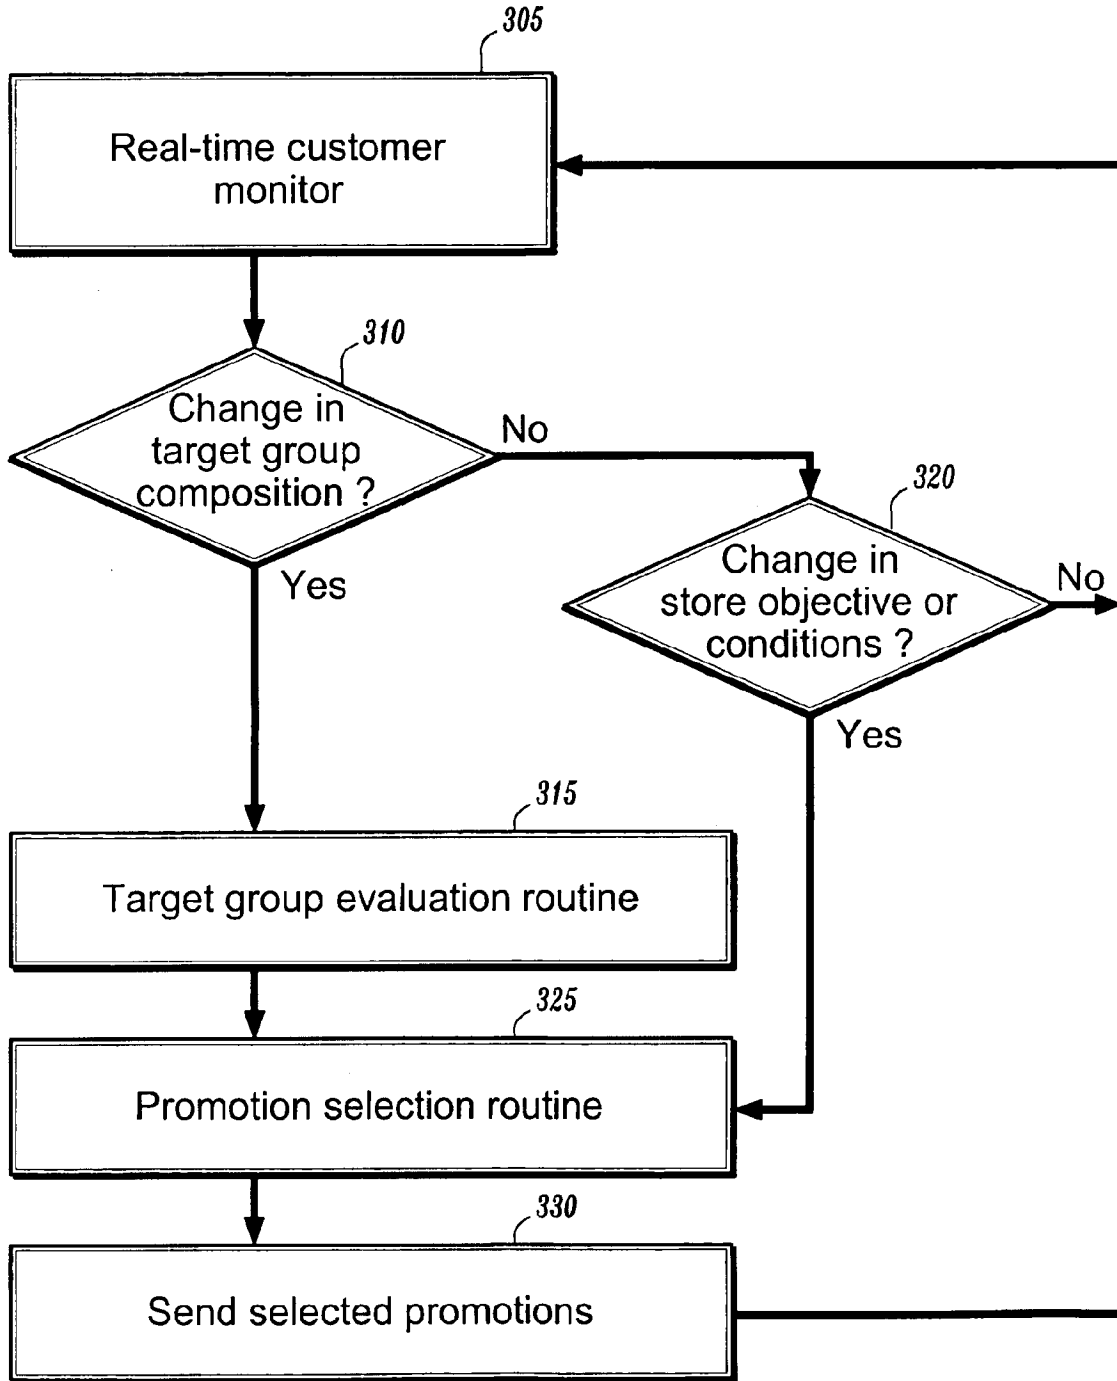 305
Real-time customer
monitor
310
Change in
target group
composition ?
No
Yes
320
Change in
store objective or
conditions ?
No
Yes
315
Target group evaluation routine
325
Promotion selection routine
330
Send selected promotions